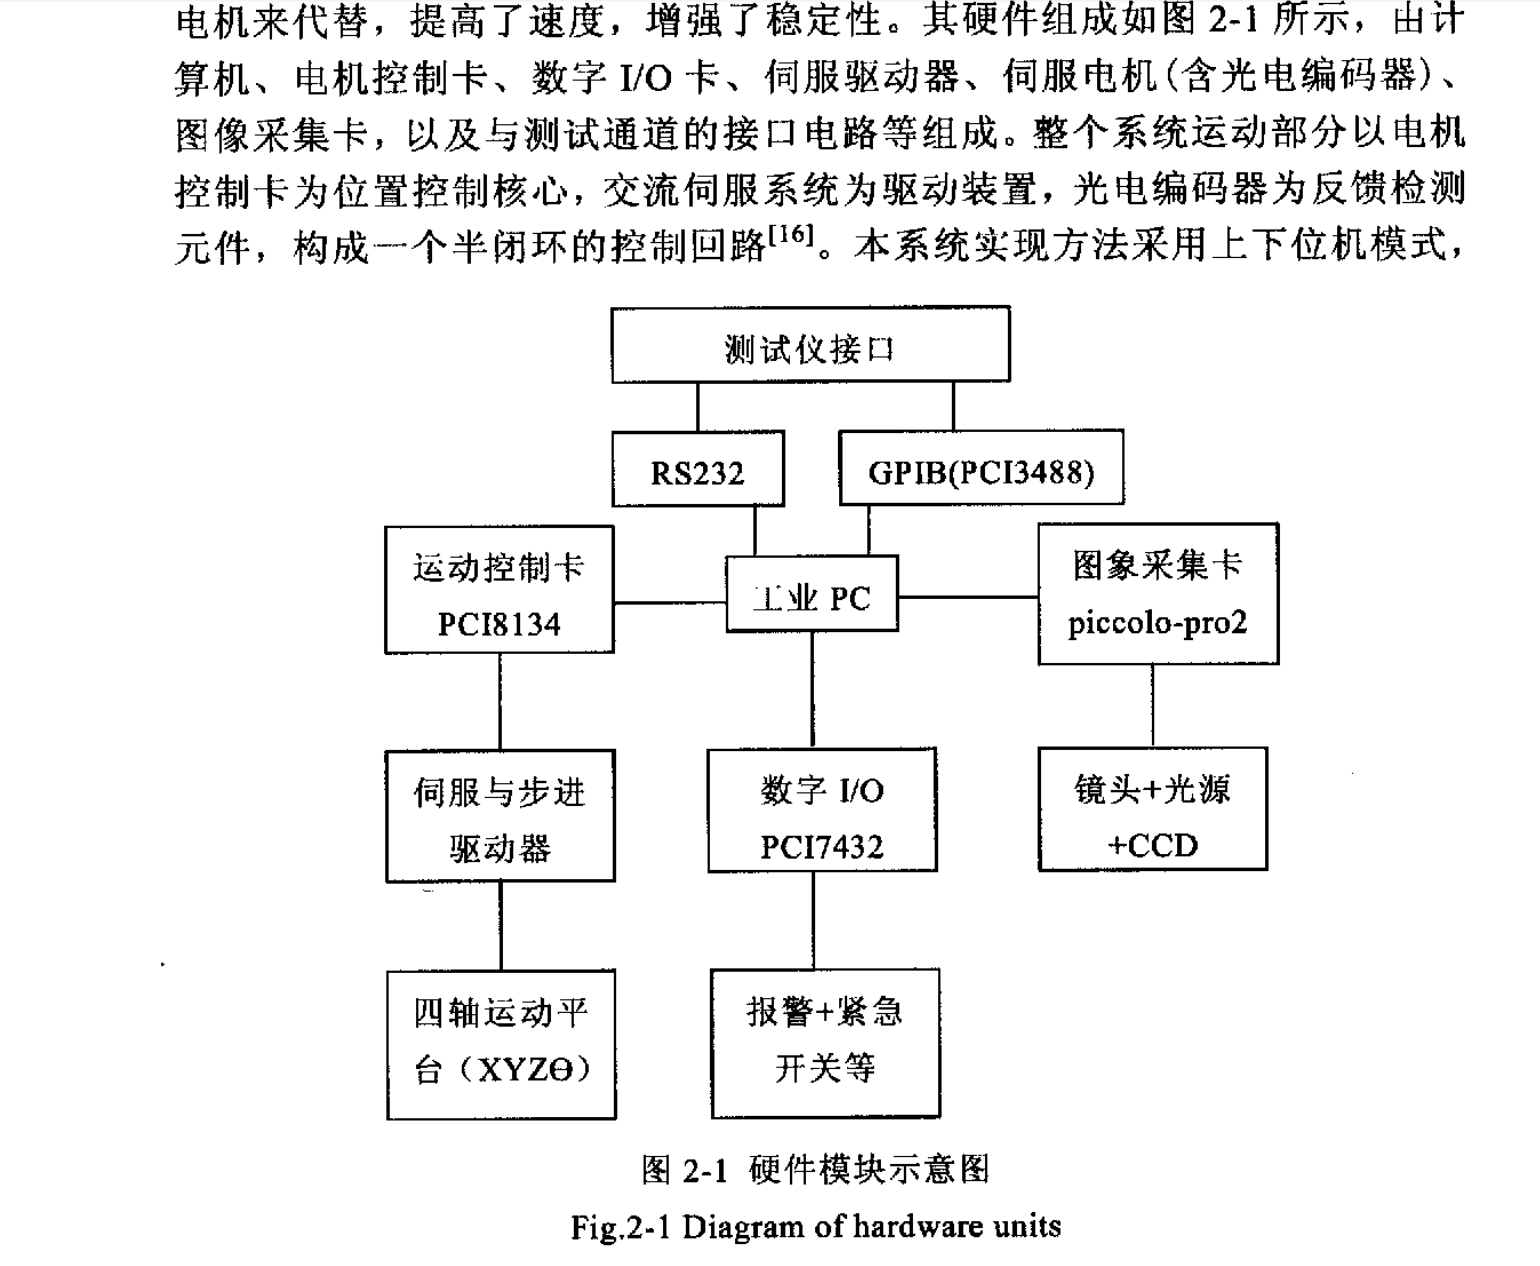 电机来代替，提高了速度，增强了稳定性。其硬件组成如图 2-1 所示，由计
算机、电机控制卡、数字 I/O 卡、伺服驱动器、伺服电机(含光电编码器)、
图像采集卡，以及与测试通道的接口电路等组成。整个系统运动部分以电机
控制卡为位置控制核心，交流伺服系统为驱动装置，光电编码器为反馈检测
元件，构成一个半闭环的控制回路[16]。本系统实现方法采用上下位机模式，
测试仪接口
RS232
GPIB(PCI3488)
运动控制卡
PCI8134
工业 PC
图象采集卡
piccolo-pro2
伺服与步进
驱动器
数字 I/O
PCI7432
镜头+光源
+CCD
四轴运动平
台（XYZΘ）
报警+紧急
开关等
图 2-1 硬件模块示意图
Fig.2-1 Diagram of hardware units